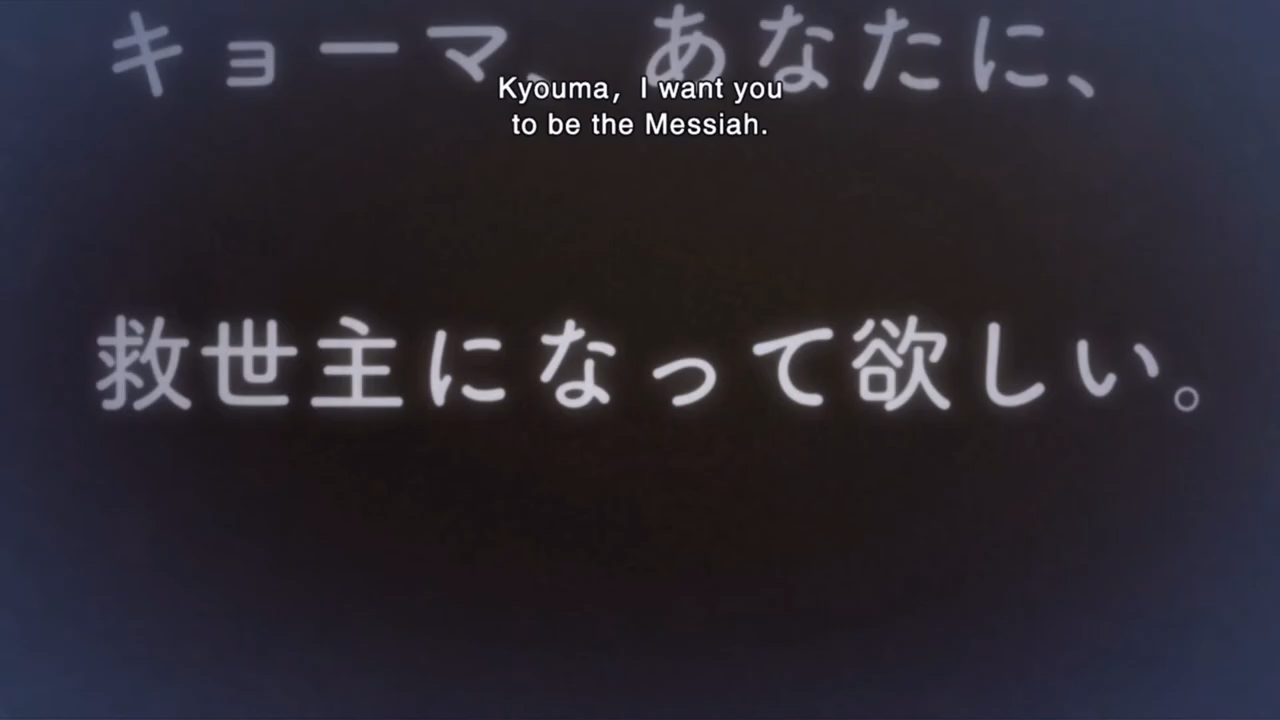 キョーマ、あなたに、
Kyouma, I want you
to be the Messiah.
救世主になって欲しい。